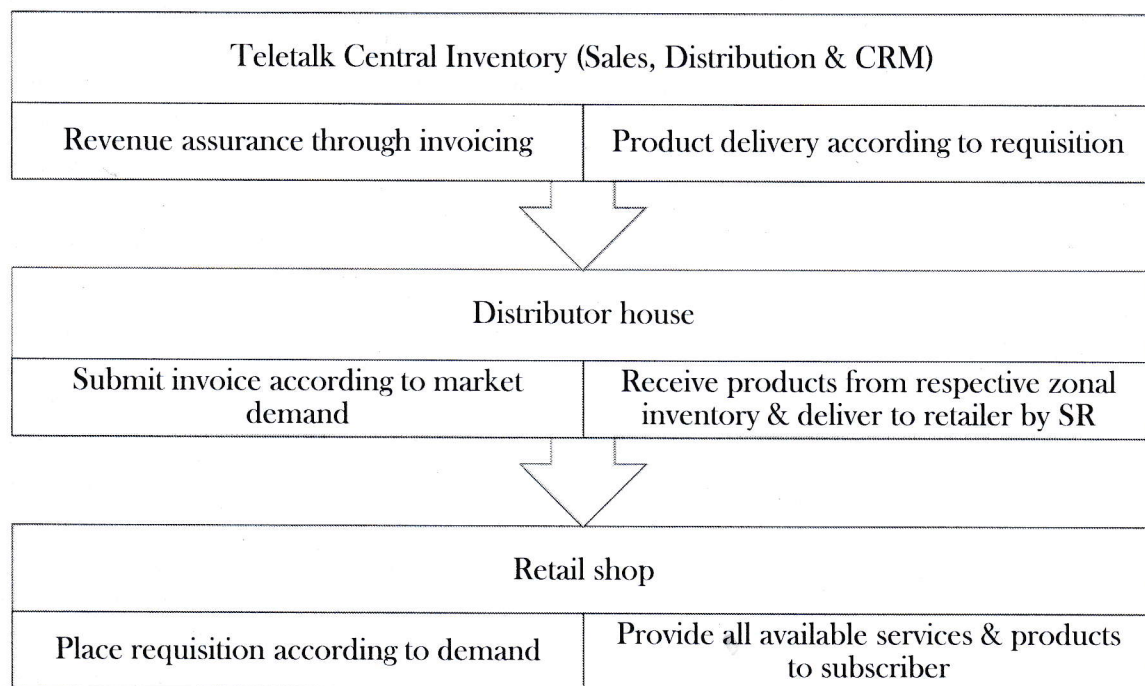 Teletalk Central Inventory (Sales, Distribution & CRM)
Revenue assurance through invoicing
Product delivery according to requisition
Distributor house
Submit invoice according to market
demand
Receive products from respective zonal
inventory & deliver to retailer by SR
Retail shop
Place requisition according to demand
Provide all available services & products
to subscriber